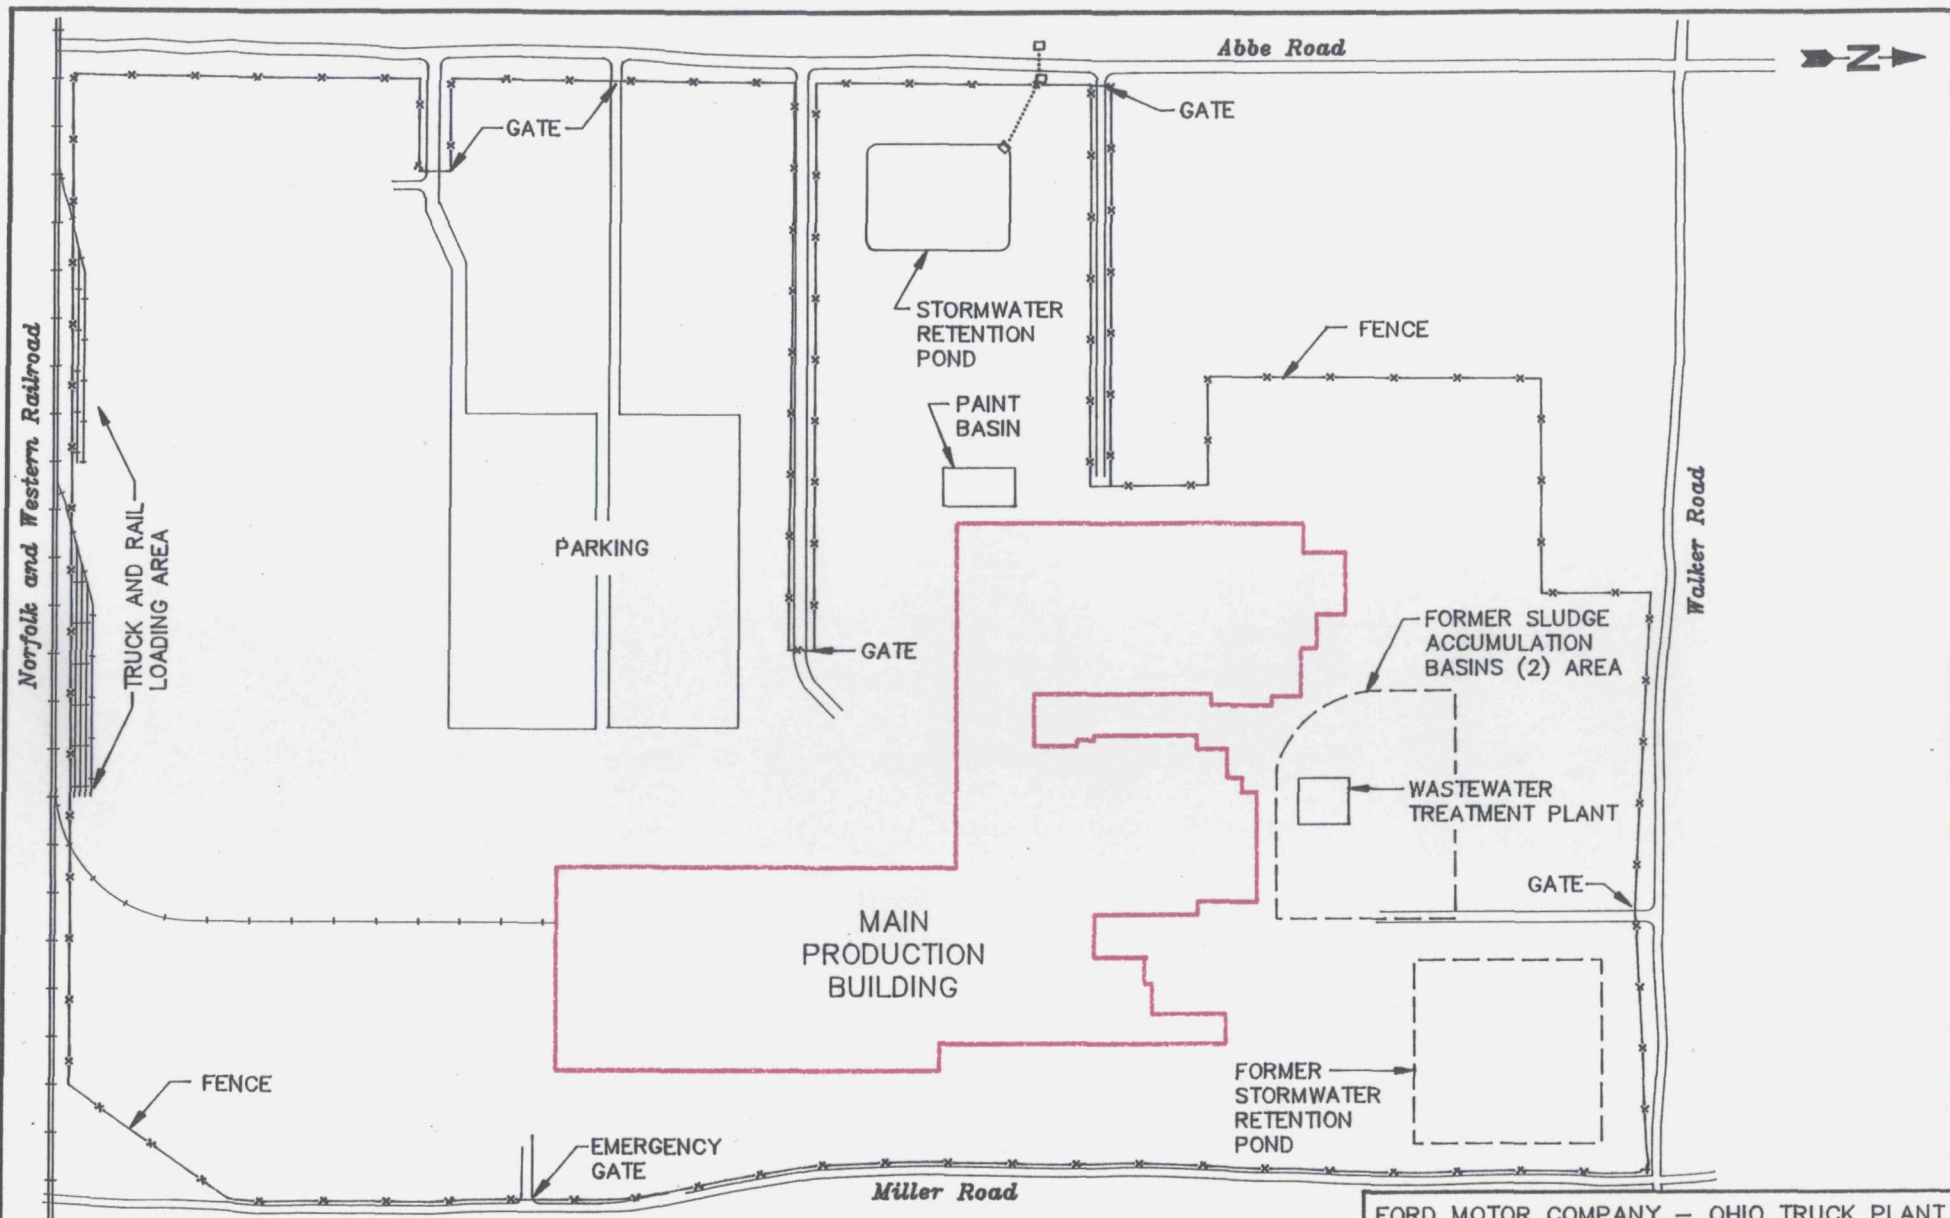 Abbe Road
N
GATE
GATE
STORMWATER
RETENTION
POND
FENCE
Norfolk and Western Railroad
TRUCK AND RAIL
LOADING AREA
PAINT
BASIN
Walker Road
PARKING
GATE
FORMER SLUDGE
ACCUMULATION
BASINS (2) AREA
WASTEWATER
TREATMENT PLANT
GATE
MAIN
PRODUCTION
BUILDING
FENCE
FORMER
STORMWATER
RETENTION
POND
EMERGENCY
GATE
Miller Road
FORD MOTOR COMPANY – OHIO TRUCK PLANT